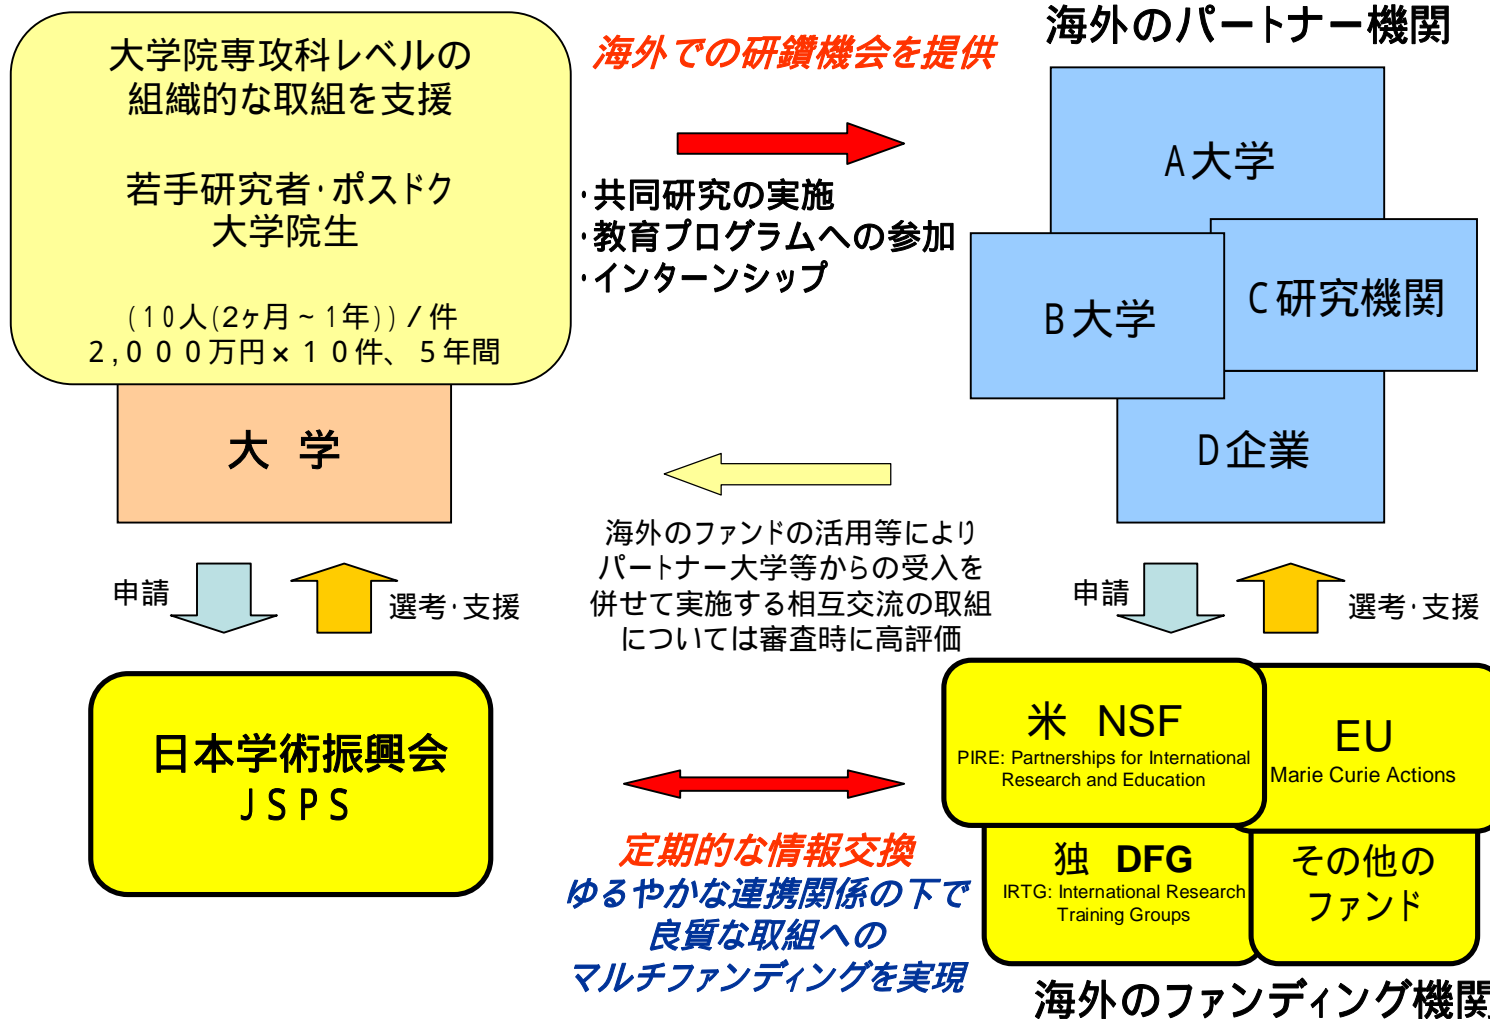 大学院専攻科レベルの
組織的な取組を支援
若手研究者・ポスドク
大学院生
(10人(2ヶ月~1年))/件
2,000万円×10件、5年間
大 学
申請
選考・支援
日本学術振興会
JSPS
海外での研鑽機会を提供
・共同研究の実施
・教育プログラムへの参加
・インターンシップ
海外のファンドの活用等により
パートナー大学等からの受入を
併せて実施する相互交流の取組
については審査時に高評価
定期的な情報交換
ゆるやかな連携関係の下で
良質な取組への
マルチファンディングを実現
海外のパートナー機関
A大学
B大学
C研究機関
D企業
申請
選考・支援
米 NSF
PIRE: Partnerships for International
Research and Education
EU
Marie Curie Actions
独 DFG
IRTG: International Research
Training Groups
その他の
ファンド
海外のファンディング機関